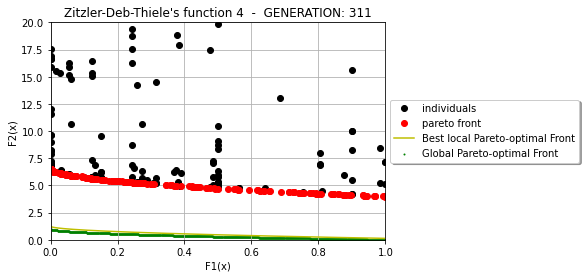 Zitzler-Deb-Thiele's function 4  -  GENERATION: 311
20.0
17.5
15.0
12.5
10.0
7.5
5.0
2.5
0.0
F2(x)
0.0 0.2 0.4 0.6 0.8 1.0
F1(x)
individuals
pareto front
Best local Pareto-optimal Front
Global Pareto-optimal Front